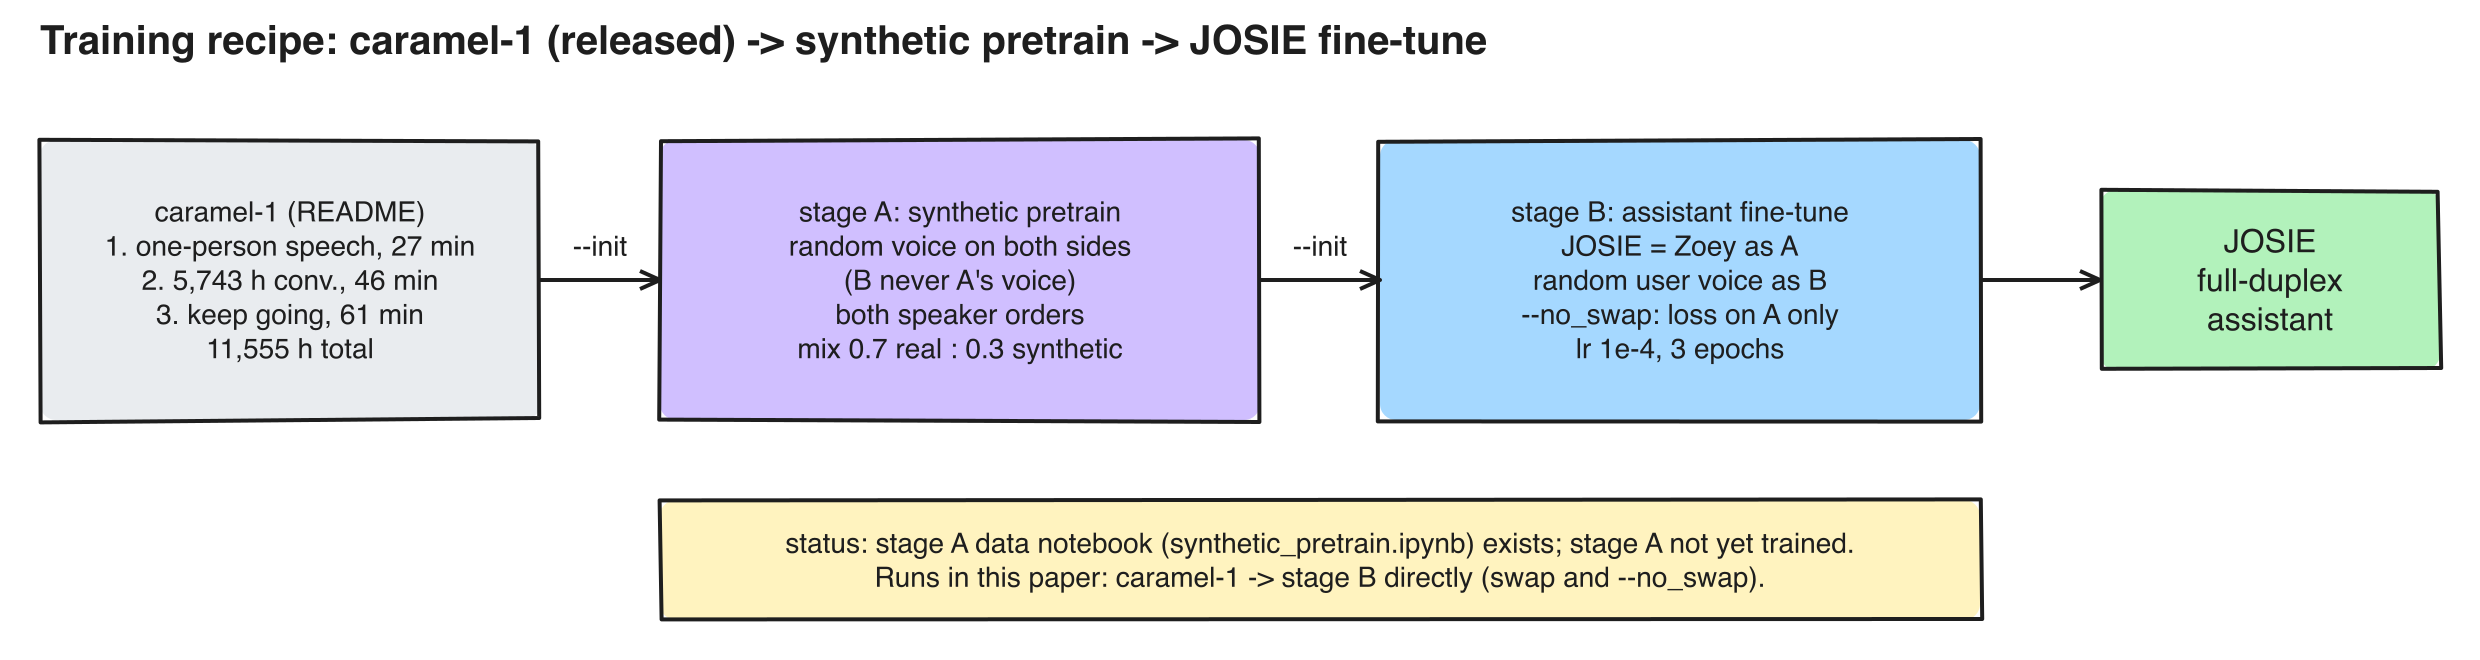 Training recipe: caramel-1 (released) -> synthetic pretrain -> JOSIE fine-tune
caramel-1 (README)
1. one-person speech, 27 min
2. 5,743 h conv., 46 min
3. keep going, 61 min
11,555 h total
--init
stage A: synthetic pretrain
random voice on both sides
(B never A's voice)
both speaker orders
mix 0.7 real : 0.3 synthetic
--init
stage B: assistant fine-tune
JOSIE = Zoey as A
random user voice as B
--no_swap: loss on A only
lr 1e-4, 3 epochs
JOSIE
full-duplex
assistant
status: stage A data notebook (synthetic_pretrain.ipynb) exists; stage A not yet trained.
Runs in this paper: caramel-1 -> stage B directly (swap and --no_swap).